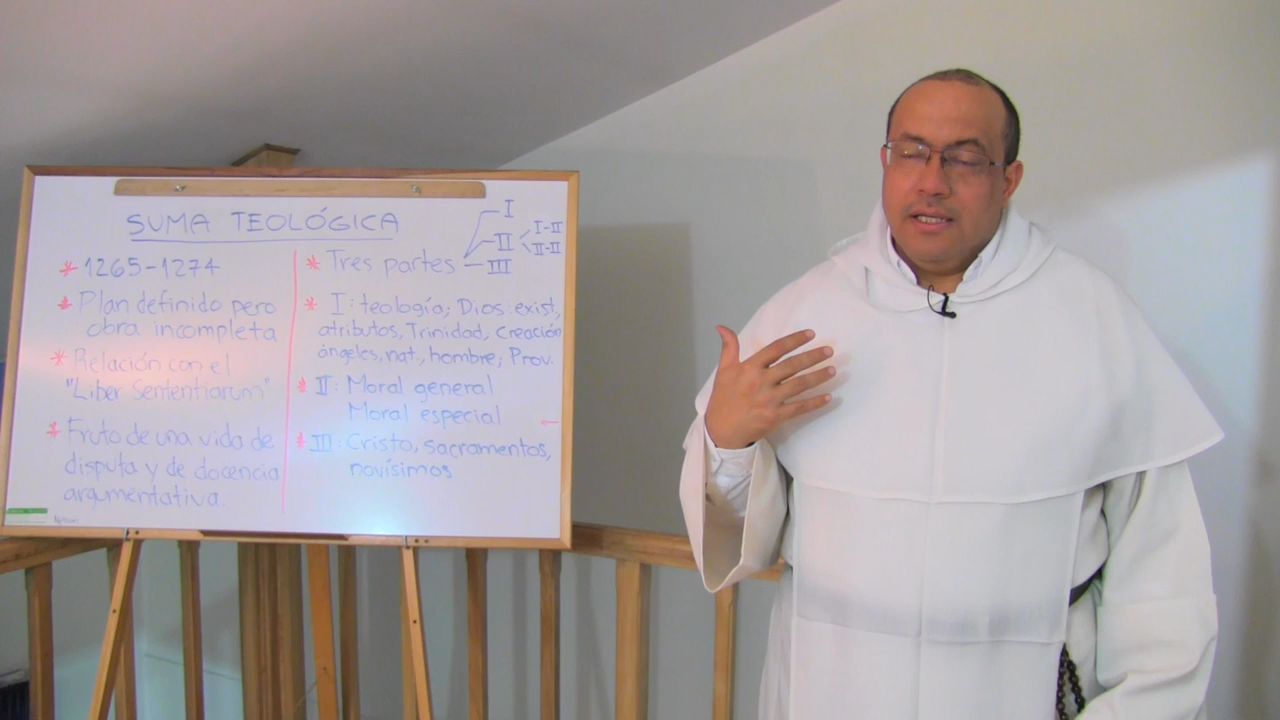 SUMA TEOLÓGICA
* 1265-1274
* Plan definido pero
obra incompleta
* Relación con el
"Liber Sententiarum"
* Fruto de una vida de
disputa y de docencia
argumentativa.
* Tres partes
I
II
I-II
II-II
III
* I: teología; Dios: exist.,
atributos, Trinidad; Creación
ángeles, nat., hombre; Prov.
* II: Moral general
Moral especial ←
* III: Cristo, sacramentos,
novísimos